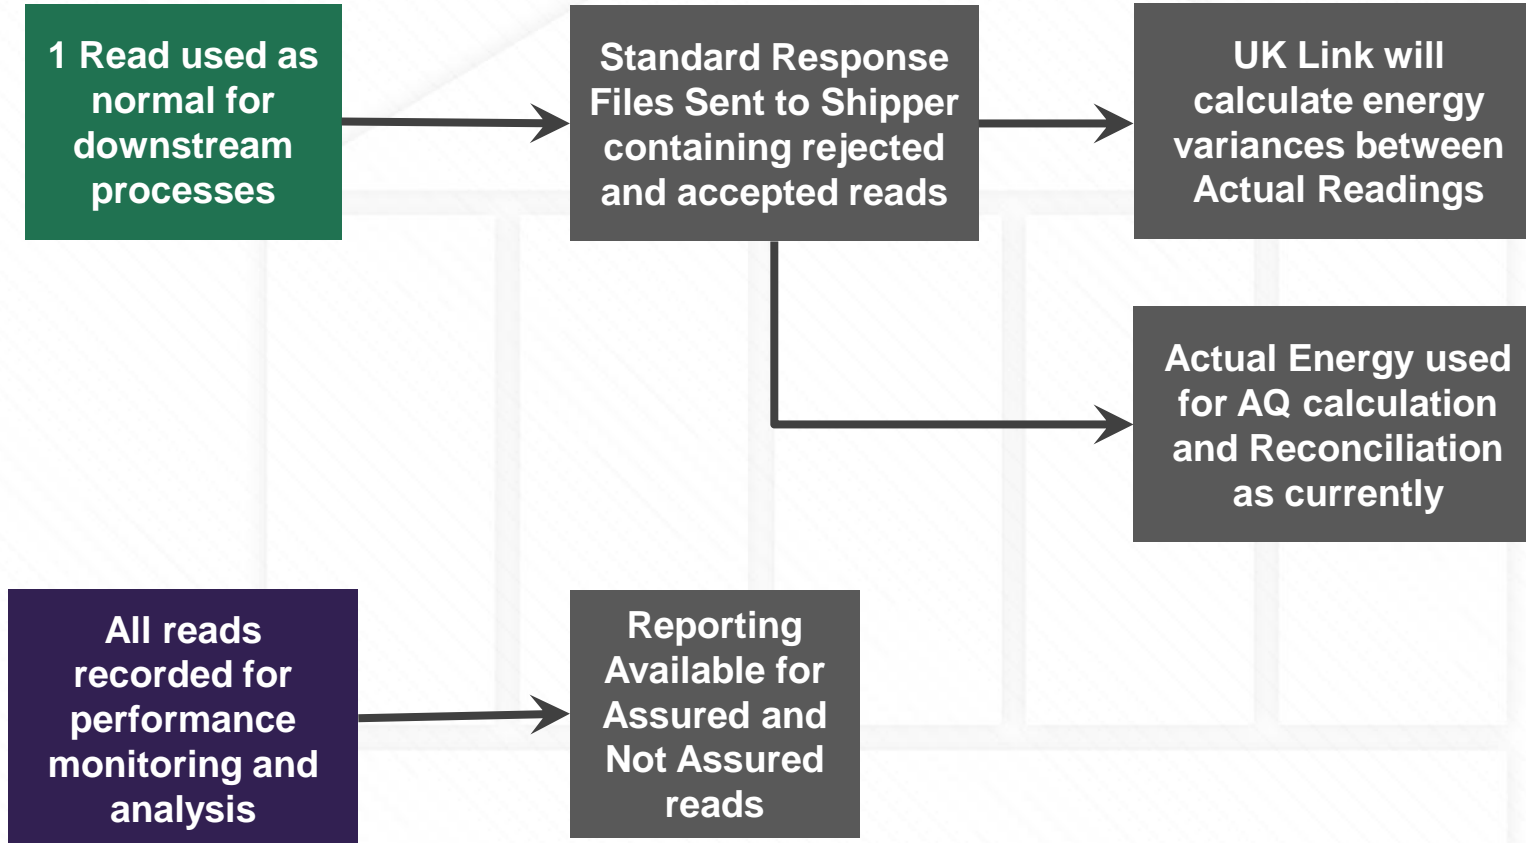 1 Read used as
normal for
downstream
processes
Standard Response
Files Sent to Shipper
containing rejected
and accepted reads
UK Link will
calculate energy
variances between
Actual Readings
Actual Energy used
for AQ calculation
and Reconciliation
as currently
All reads
recorded for
performance
monitoring and
analysis
Reporting
Available for
Assured and
Not Assured
reads